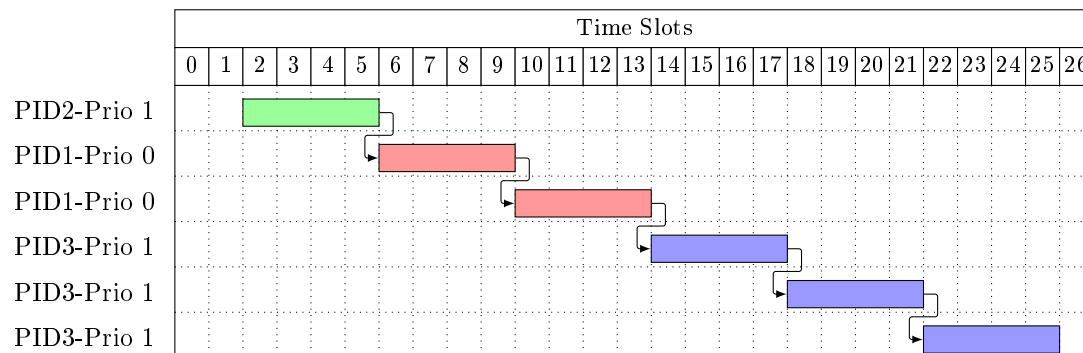 Time Slots
0 1 2 3 4 5 6 7 8 9 10 11 12 13 14 15 16 17 18 19 20 21 22 23 24 25 26
PID2-Prio 1
PID1-Prio 0
PID1-Prio 0
PID3-Prio 1
PID3-Prio 1
PID3-Prio 1